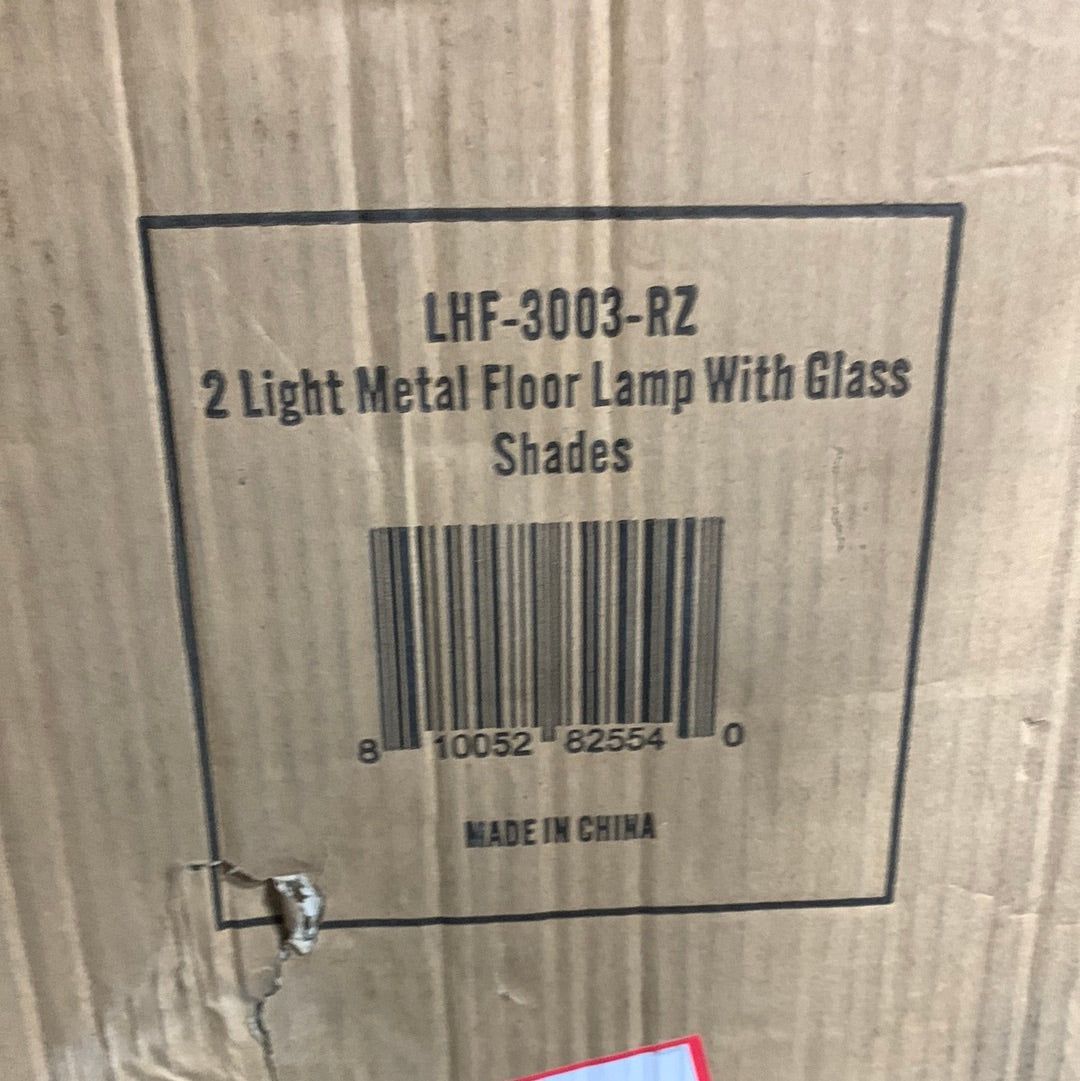 LHF-3003-RZ
2 Light Metal Floor Lamp With Glass
Shades
8 10052 82554 0
MADE IN CHINA